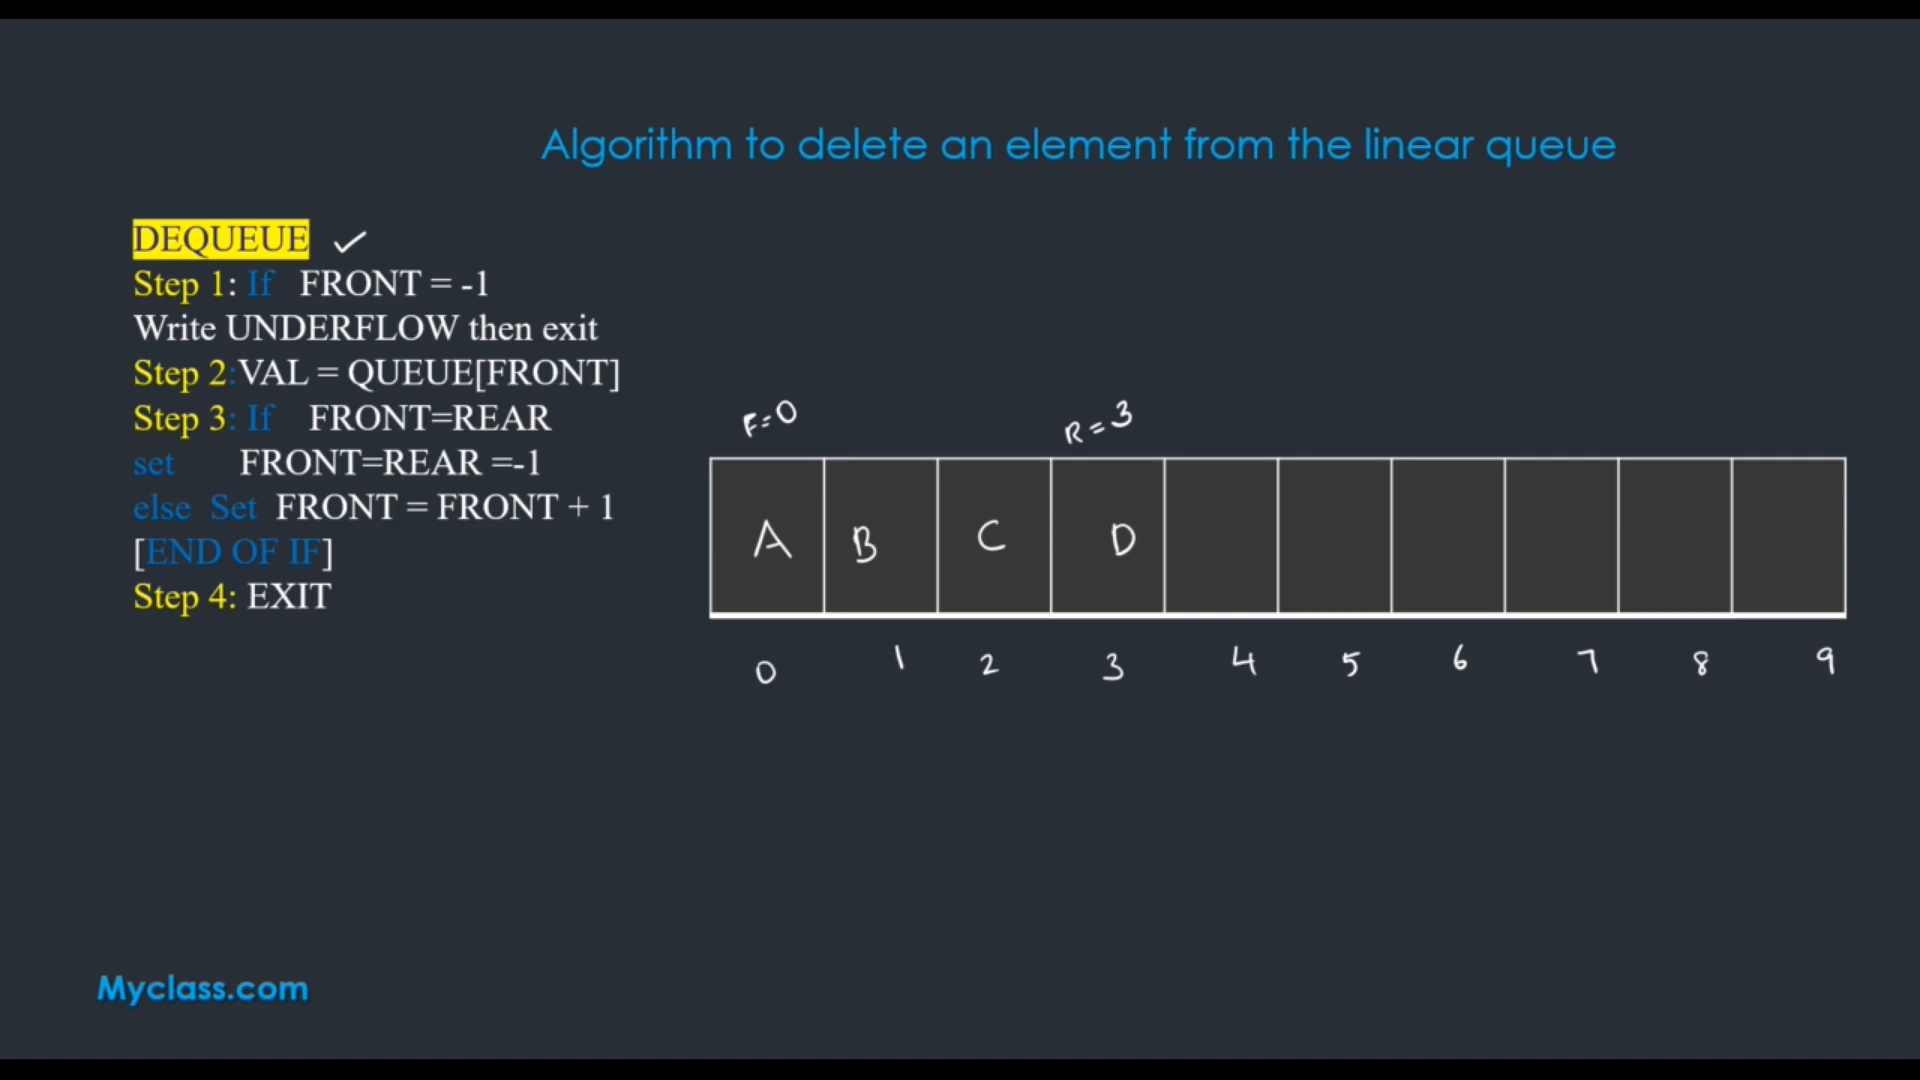 Algorithm to delete an element from the linear queue
DEQUEUE ✓
Step 1: If FRONT = -1
Write UNDERFLOW then exit
Step 2:VAL = QUEUE[FRONT]
Step 3: If FRONT=REAR
set FRONT=REAR =-1
else Set FRONT = FRONT + 1
[END OF IF]
Step 4: EXIT
F=0 R=3
A B C D
0 1 2 3 4 5 6 7 8 9
Myclass.com